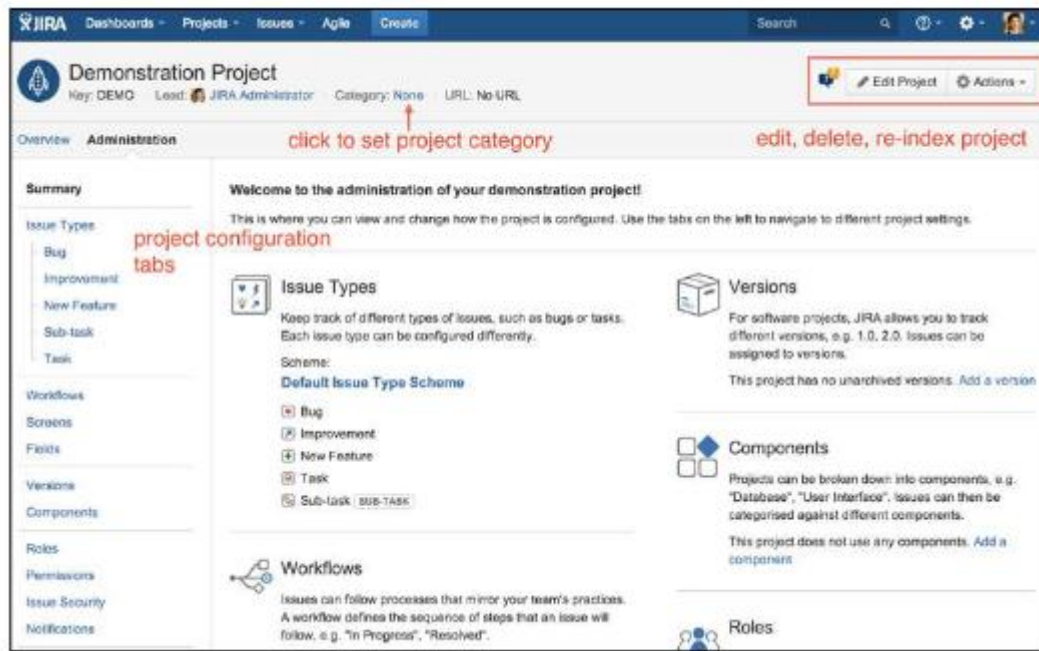 JIRA Dashboards Projects Issues Agile Create Search
Demonstration Project
Key: DEMO Lead: JIRA Administrator Category: None URL: No URL
Edit Project Actions
click to set project category
edit, delete, re-index project
Overview Administration
Summary
Issue Types
Bug
Improvement
New Feature
Sub-task
Task
Workflows
Screens
Fields
Versions
Components
Roles
Permissions
Issue Security
Notifications
project configuration
tabs
Welcome to the administration of your demonstration project!
This is where you can view and change how the project is configured. Use the tabs on the left to navigate to different project settings.
Issue Types
Keep track of different types of issues, such as bugs or tasks.
Each issue type can be configured differently.
Scheme:
Default Issue Type Scheme
Bug
Improvement
New Feature
Task
Sub-task SUB-TASK
Workflows
Issues can follow processes that mirror your team's practices.
A workflow defines the sequence of steps that an issue will
follow, e.g. "In Progress", "Resolved".
Versions
For software projects, JIRA allows you to track
different versions, e.g. 1.0, 2.0. Issues can be
assigned to versions.
This project has no unarchived versions. Add a version
Components
Projects can be broken down into components, e.g.
"Database", "User Interface". Issues can then be
categorised against different components.
This project does not use any components. Add a
component
Roles